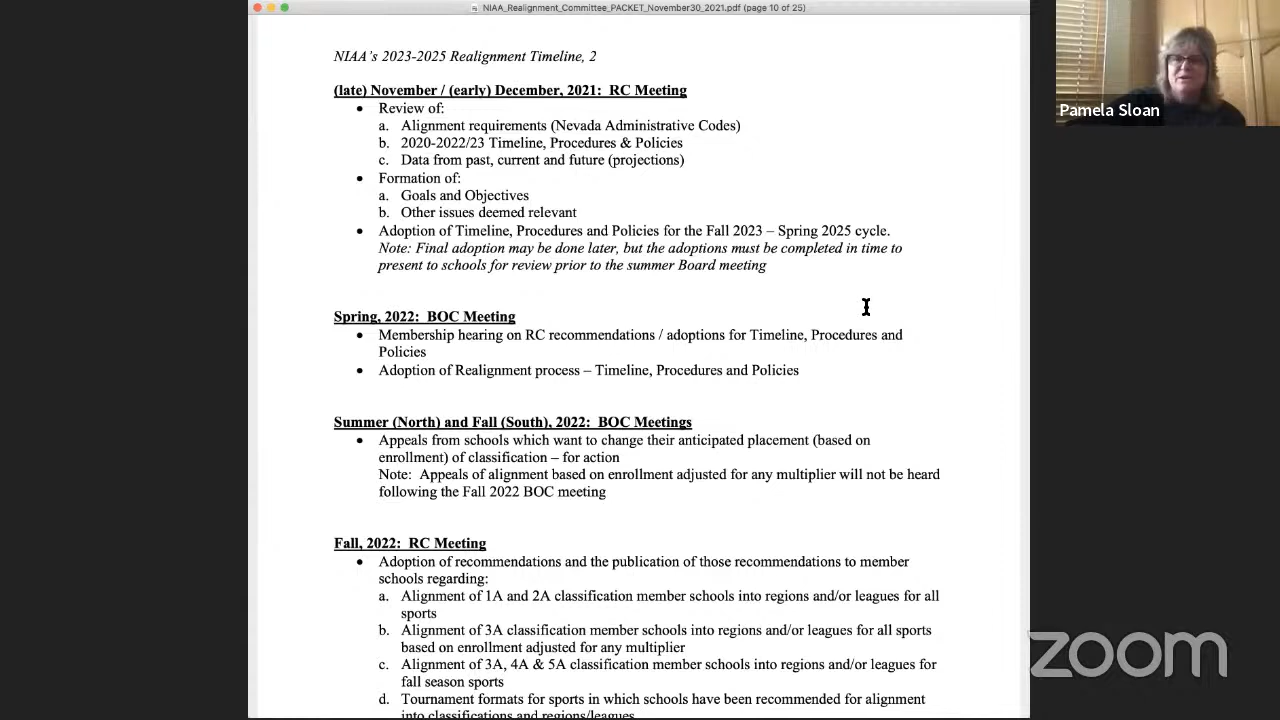 NIAA_Realignment_Committee_PACKET_November30_2021.pdf (page 10 of 25)
NIAA's 2023-2025 Realignment Timeline, 2
(late) November / (early) December, 2021: RC Meeting
• Review of:
a. Alignment requirements (Nevada Administrative Codes)
b. 2020-2022/23 Timeline, Procedures & Policies
c. Data from past, current and future (projections)
• Formation of:
a. Goals and Objectives
b. Other issues deemed relevant
• Adoption of Timeline, Procedures and Policies for the Fall 2023 – Spring 2025 cycle.
Note: Final adoption may be done later, but the adoptions must be completed in time to
present to schools for review prior to the summer Board meeting
Spring, 2022: BOC Meeting
• Membership hearing on RC recommendations / adoptions for Timeline, Procedures and
Policies
• Adoption of Realignment process – Timeline, Procedures and Policies
Summer (North) and Fall (South), 2022: BOC Meetings
• Appeals from schools which want to change their anticipated placement (based on
enrollment) of classification – for action
Note: Appeals of alignment based on enrollment adjusted for any multiplier will not be heard
following the Fall 2022 BOC meeting
Fall, 2022: RC Meeting
• Adoption of recommendations and the publication of those recommendations to member
schools regarding:
a. Alignment of 1A and 2A classification member schools into regions and/or leagues for all
sports
b. Alignment of 3A classification member schools into regions and/or leagues for all sports
based on enrollment adjusted for any multiplier
c. Alignment of 3A, 4A & 5A classification member schools into regions and/or leagues for
fall season sports
d. Tournament formats for sports in which schools have been recommended for alignment
into classifications and regions/leagues
Pamela Sloan
zoom